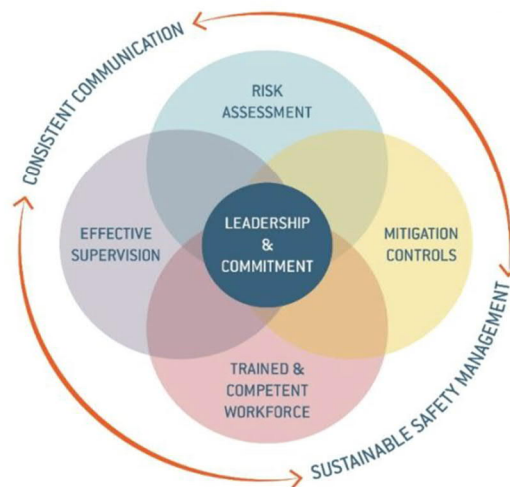 CONSISTENT COMMUNICATION
RISK
ASSESSMENT
EFFECTIVE
SUPERVISION
LEADERSHIP
&
COMMITMENT
MITIGATION
CONTROLS
TRAINED &
COMPETENT
WORKFORCE
SUSTAINABLE SAFETY MANAGEMENT